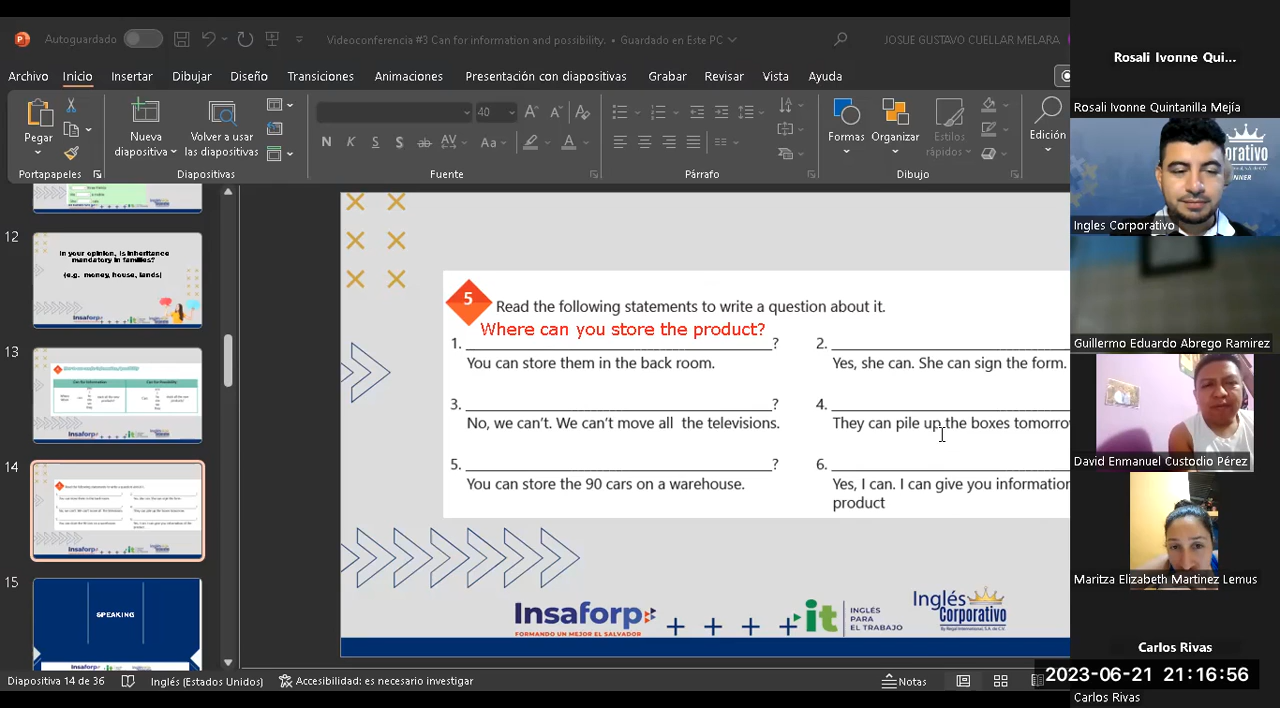 Autoguardado
Videoconferencia #3 Can for information and possibility. • Guardado en Este PC
JOSUE GUSTAVO CUELLAR MELARA
Archivo Inicio Insertar Dibujar Diseño Transiciones Animaciones Presentación con diapositivas Grabar Revisar Vista Ayuda
Pegar
Nueva diapositiva
Volver a usar las diapositivas
40
N K S S ab AV Aa A
Formas
Organizar
Estilos rápidos
Edición
Portapapeles
Diapositivas
Fuente
Párrafo
Dibujo
12
In your opinion, is inheritance
mandatory in families?
(e.g. money, house, lands)
13
14
15
SPEAKING
5
Read the following statements to write a question about it.
Where can you store the product?
1. ?
You can store them in the back room.
2.
Yes, she can. She can sign the form.
3. ?
No, we can't. We can't move all the televisions.
4.
They can pile up the boxes tomorro
5. ?
You can store the 90 cars on a warehouse.
6.
Yes, I can. I can give you information
product
Insaforp
FORMANDO UN MEJOR EL SALVADOR
it
INGLÉS
PARA
EL TRABAJO
Inglés
Corporativo
Diapositiva 14 de 36
Inglés (Estados Unidos)
Accesibilidad: es necesario investigar
Notas
Rosali Ivonne Qui...
Rosali Ivonne Quintanilla Mejía
Ingles Corporativo
Guillermo Eduardo Abrego Ramirez
David Enmanuel Custodio Pérez
Maritza Elizabeth Martinez Lemus
Carlos Rivas
2023-06-21 21:16:56
Carlos Rivas